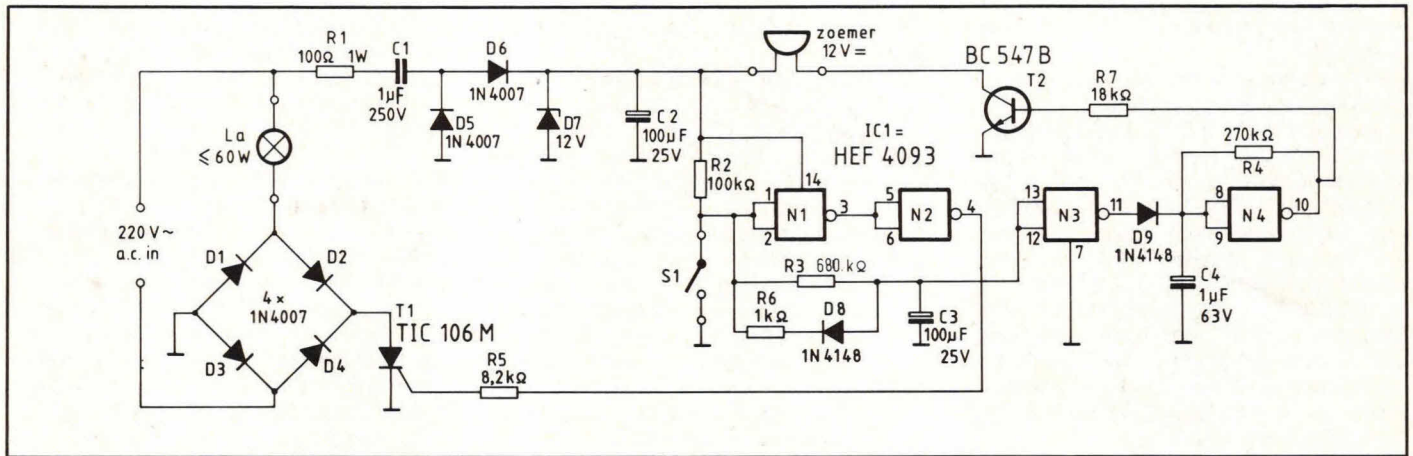 R1
100Ω 1W
C1
1µF
250V
D6
1N4007
D5
1N4007
D7
12V
C2
100µF
25V
zoemer
12V=
BC 547B
T2
R7
18kΩ
La
≤ 60W
220V~
a.c. in
D1
D2
4×
1N4007
D3
D4
T1
TIC 106 M
R5
8,2kΩ
R2
100kΩ
S1
IC1=
HEF 4093
14
1
2
N1
3
5
6
N2
4
R3 680.kΩ
R6
1kΩ
D8
1N4148
C3
100µF
25V
13
12
N3
11
7
D9
1N4148
270kΩ
R4
8
9
N4
10
C4
1µF
63V